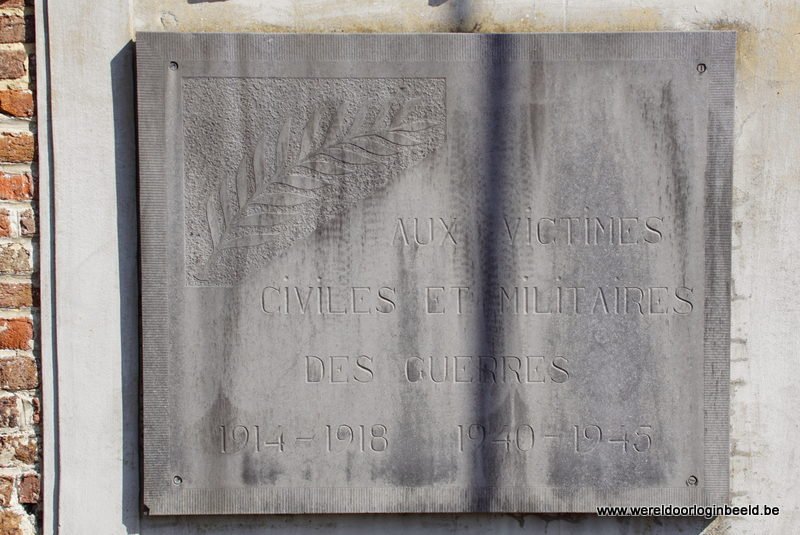 AUX VICTIMES
CIVILES ET MILITAIRES
DES GUERRES
1914-1918 1940-1945
www.wereldoorloginbeeld.be